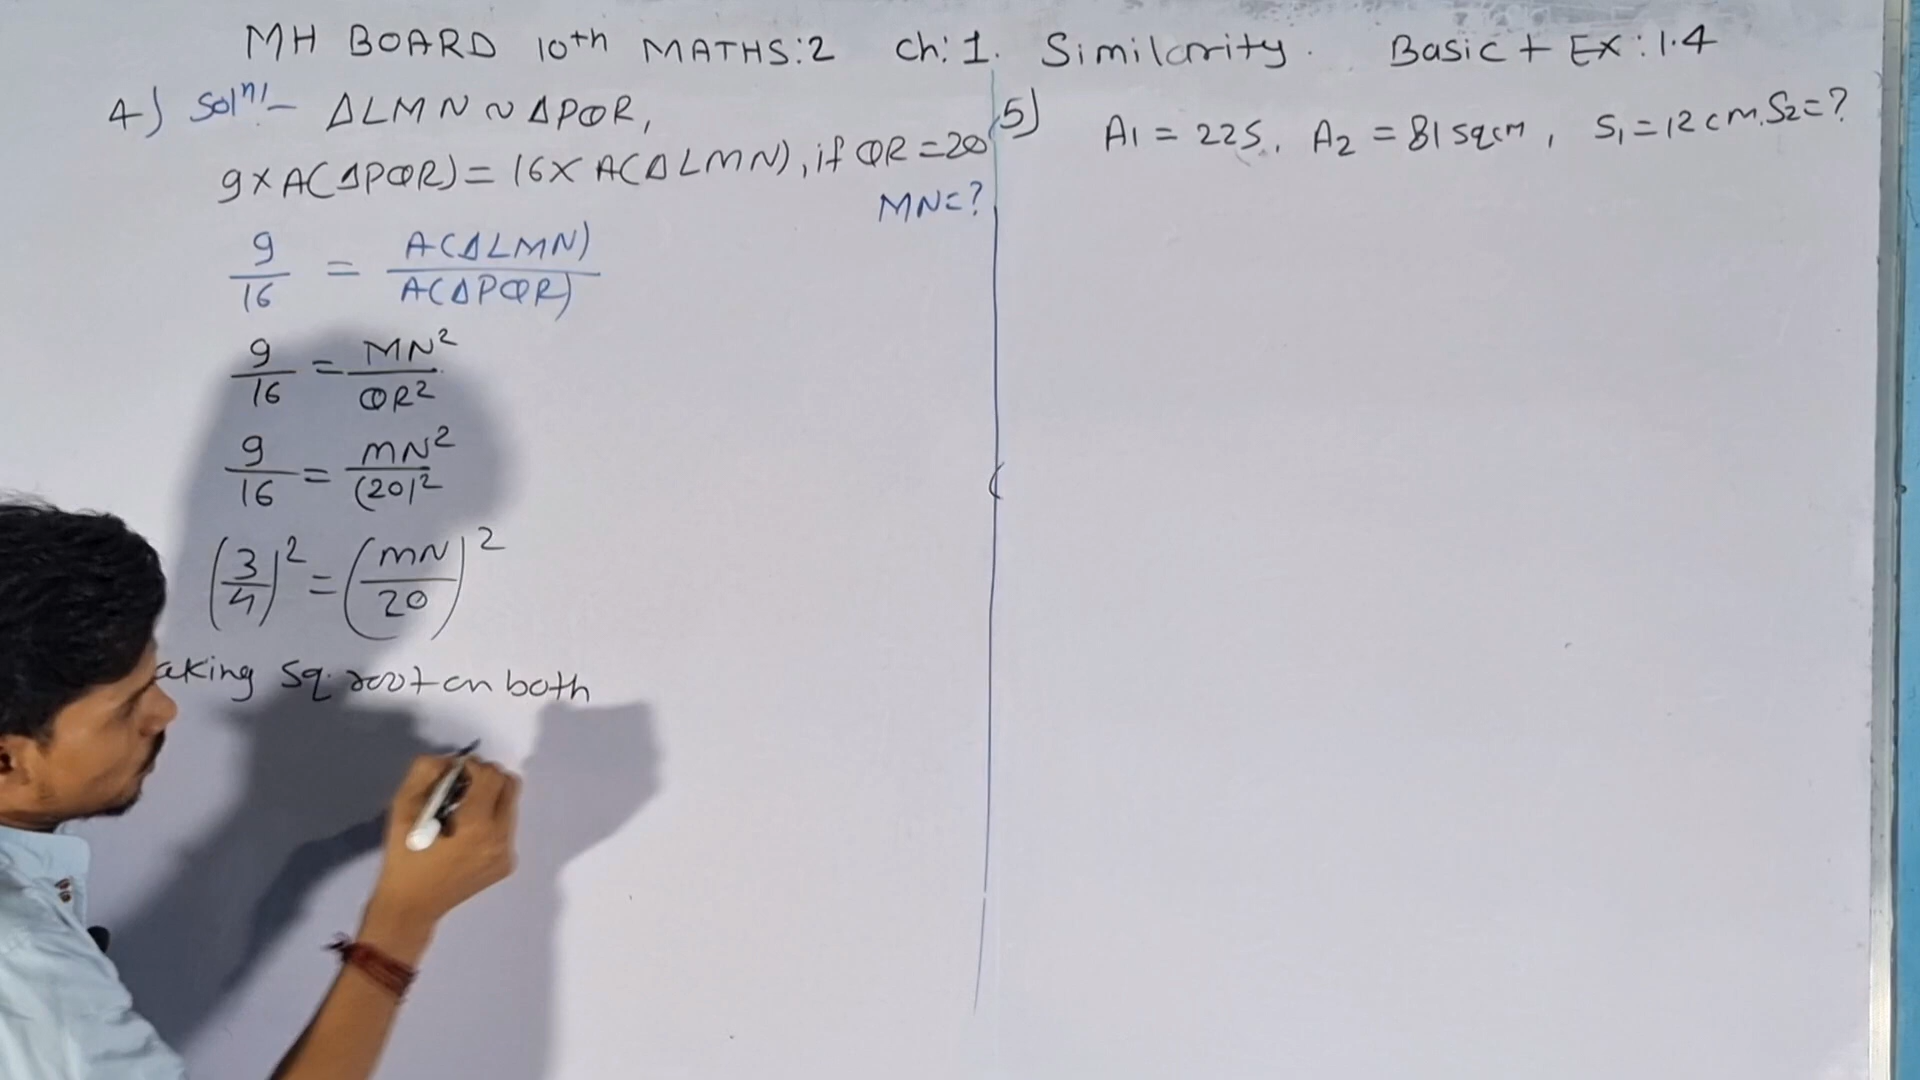 MH BOARD 10th MATHS:2 Ch:1. Similarity. Basic + EX:1.4
4) Solⁿ:- ΔLMN ~ ΔPQR,
9×A(ΔPQR) = 16×A(ΔLMN), if QR = 20
MN=?
9/16 = A(ΔLMN)/A(ΔPQR)
9/16 = MN²/QR²
9/16 = MN²/(20)²
(3/4)² = (MN/20)²
sq. root on both
5) A₁ = 225, A₂ = 81 sqcm, S₁ = 12 cm. S₂=?